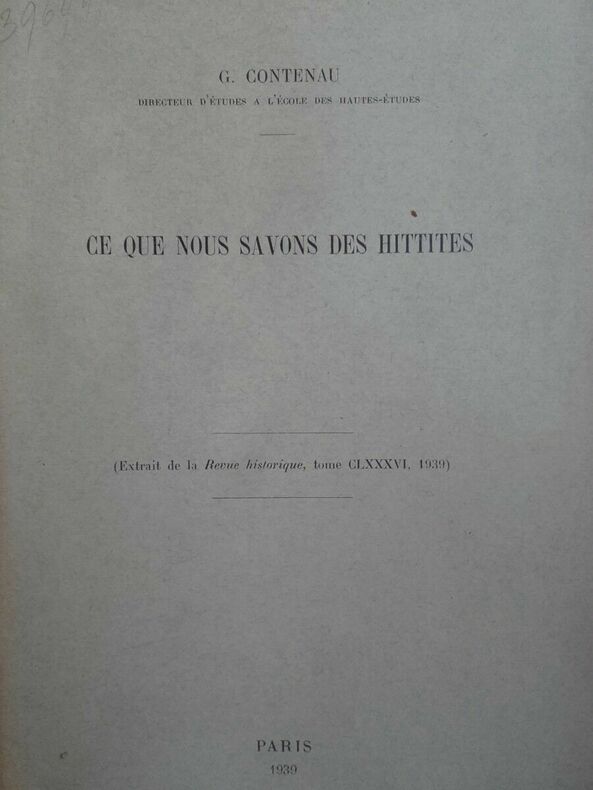 G. CONTENAU
DIRECTEUR D'ÉTUDES A L'ÉCOLE DES HAUTES-ÉTUDES
CE QUE NOUS SAVONS DES HITTITES
(Extrait de la Revue historique, tome CLXXXVI, 1939)
PARIS
1939